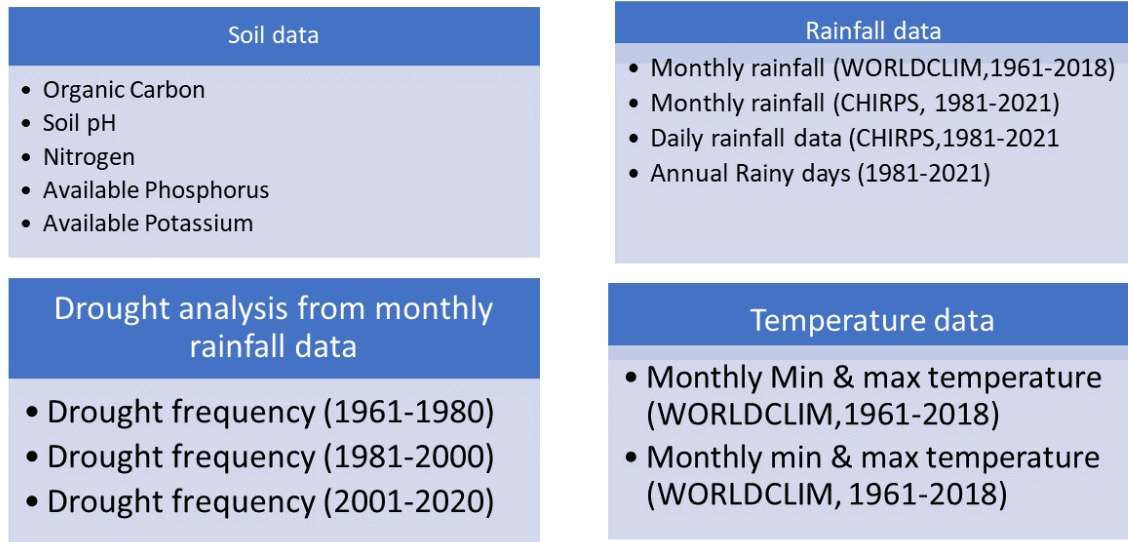 Soil data
• Organic Carbon
• Soil pH
• Nitrogen
• Available Phosphorus
• Available Potassium
Rainfall data
• Monthly rainfall (WORLDCLIM,1961-2018)
• Monthly rainfall (CHIRPS, 1981-2021)
• Daily rainfall data (CHIRPS,1981-2021
• Annual Rainy days (1981-2021)
Drought analysis from monthly
rainfall data
• Drought frequency (1961-1980)
• Drought frequency (1981-2000)
• Drought frequency (2001-2020)
Temperature data
• Monthly Min & max temperature
(WORLDCLIM,1961-2018)
• Monthly min & max temperature
(WORLDCLIM, 1961-2018)